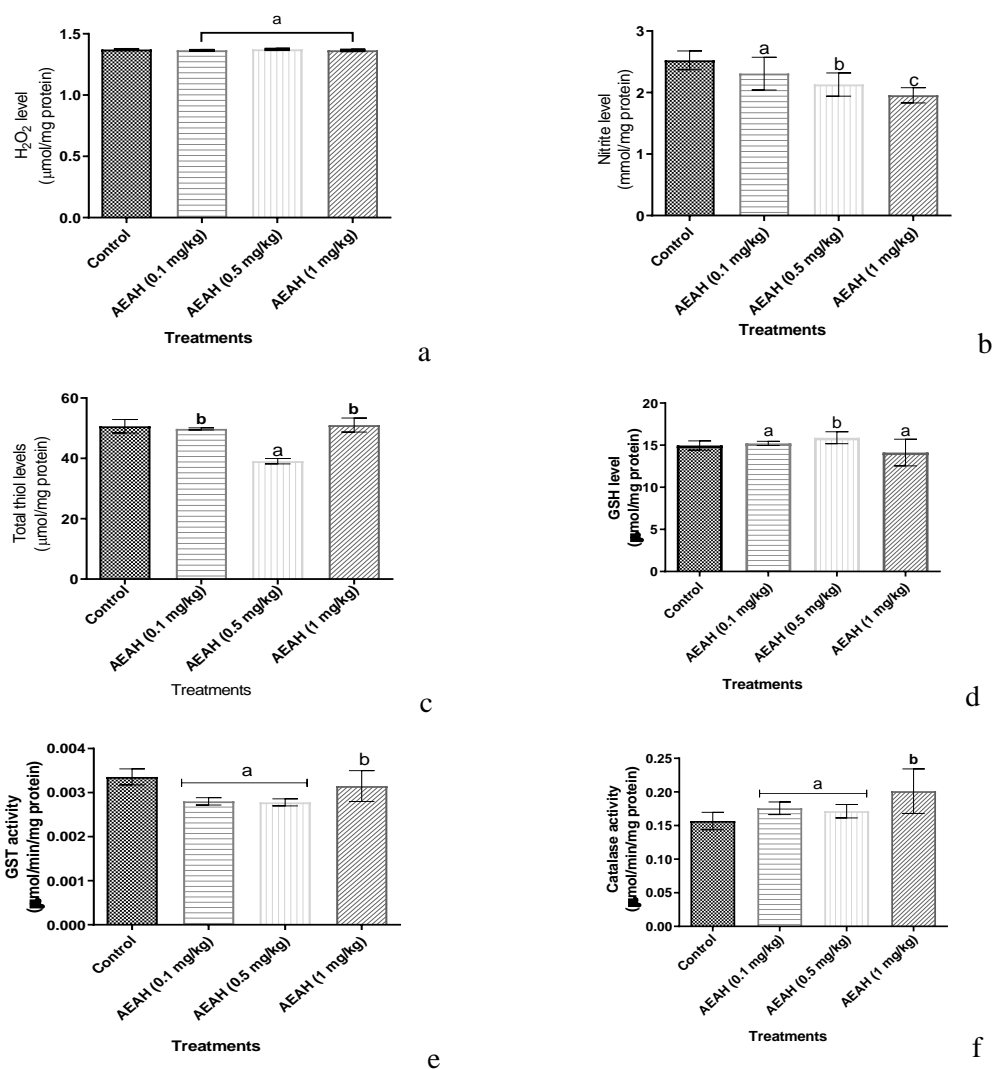 a
H₂O₂ level
(μmol/mg protein)
1.5
1.0
0.5
0.0
Control
AEAH (0.1 mg/kg)
AEAH (0.5 mg/kg)
AEAH (1 mg/kg)
Treatments
a
Nitrite level
(mmol/mg protein)
3
2
1
0
a
b
c
Control
AEAH (0.1 mg/kg)
AEAH (0.5 mg/kg)
AEAH (1 mg/kg)
Treatments
b
Total thiol levels
(μmol/mg protein)
60
40
20
0
b
a
b
Control
AEAH (0.1 mg/kg)
AEAH (0.5 mg/kg)
AEAH (1 mg/kg)
Treatments
c
GSH level
mol/mg protein)
20
15
10
5
0
a
b
a
Control
AEAH (0.1 mg/kg)
AEAH (0.5 mg/kg)
AEAH (1 mg/kg)
Treatments
d
GST activity
mol/min/mg protein)
0.004
0.003
0.002
0.001
0.000
a
b
Control
AEAH (0.1 mg/kg)
AEAH (0.5 mg/kg)
AEAH (1 mg/kg)
Treatments
e
Catalase activity
mol/min/mg protein)
0.25
0.20
0.15
0.10
0.05
0.00
a
b
Control
AEAH (0.1 mg/kg)
AEAH (0.5 mg/kg)
AEAH (1 mg/kg)
Treatments
f